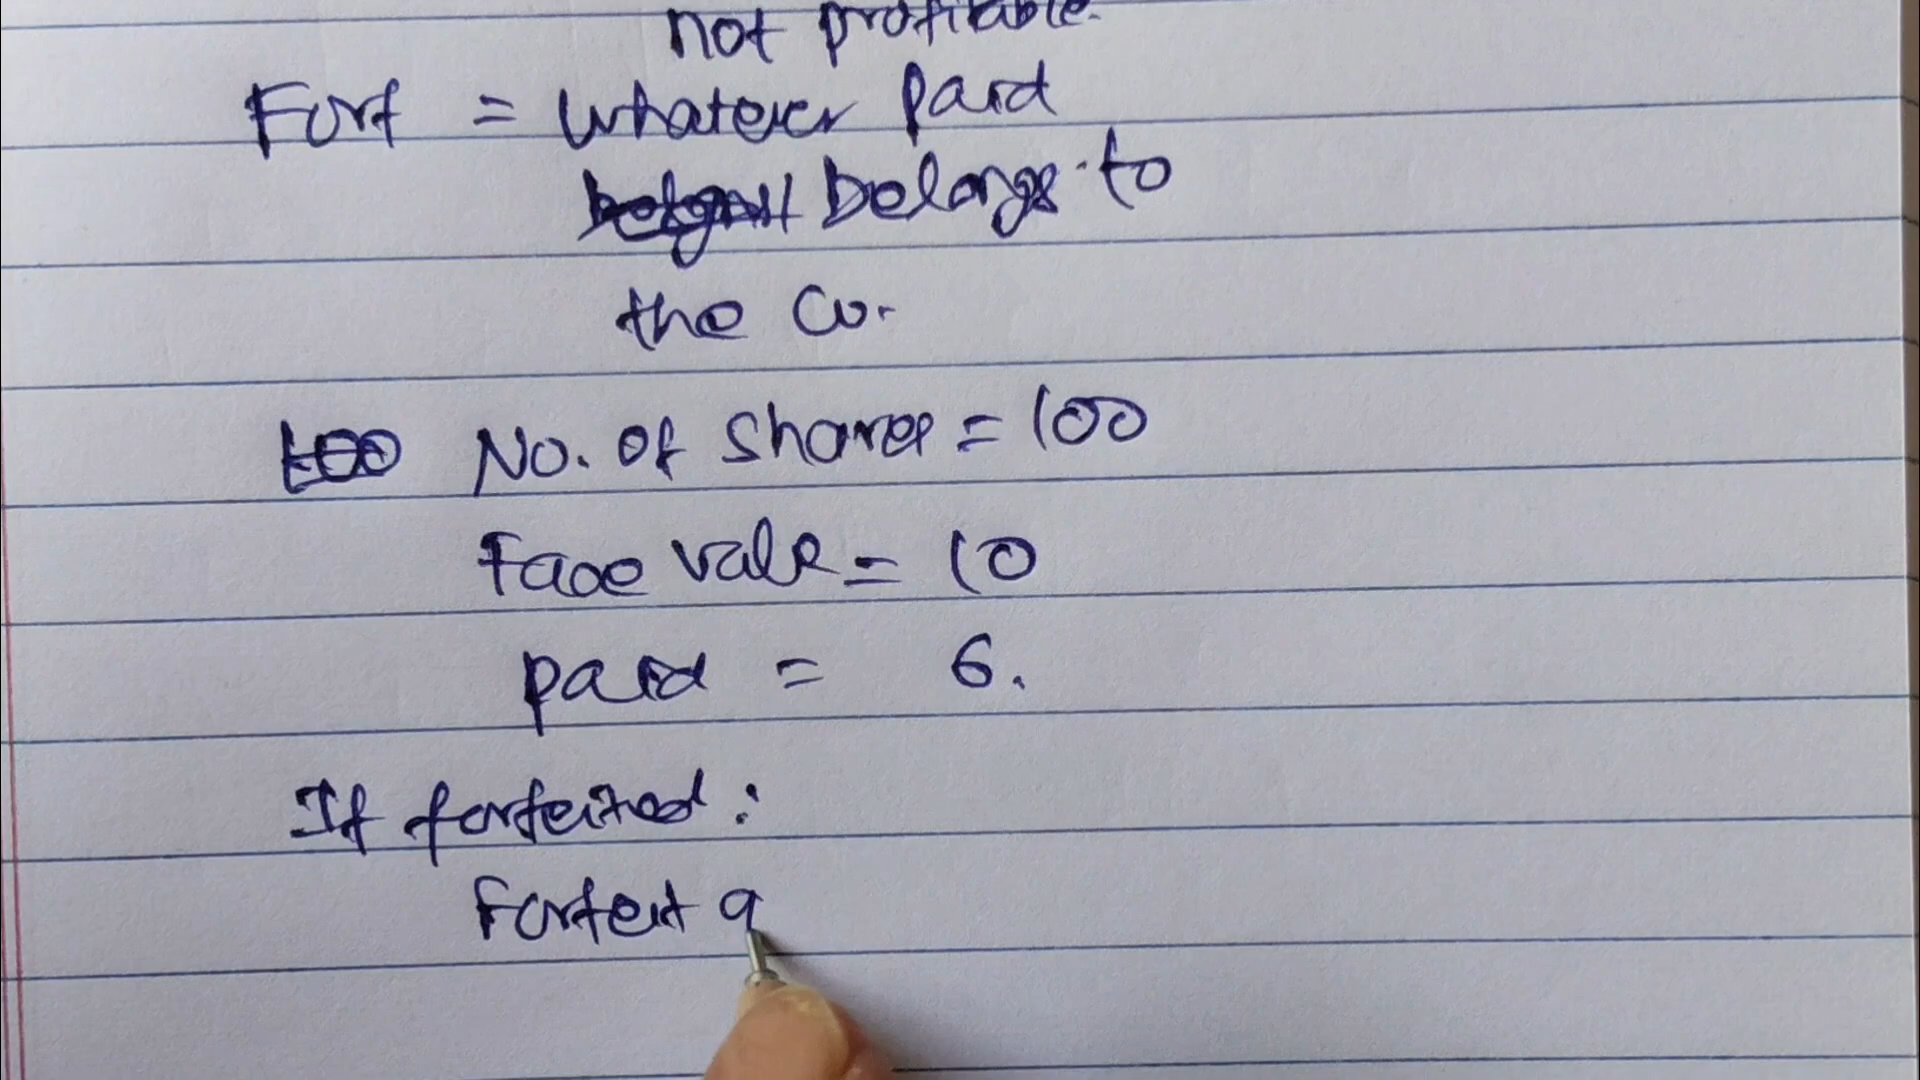 not profitable.
Forf = whatever paid
belongs to
the co.
100 No. of shares = 100
Face value = 10
paid = 6.
If forfeited :
Forfeit a